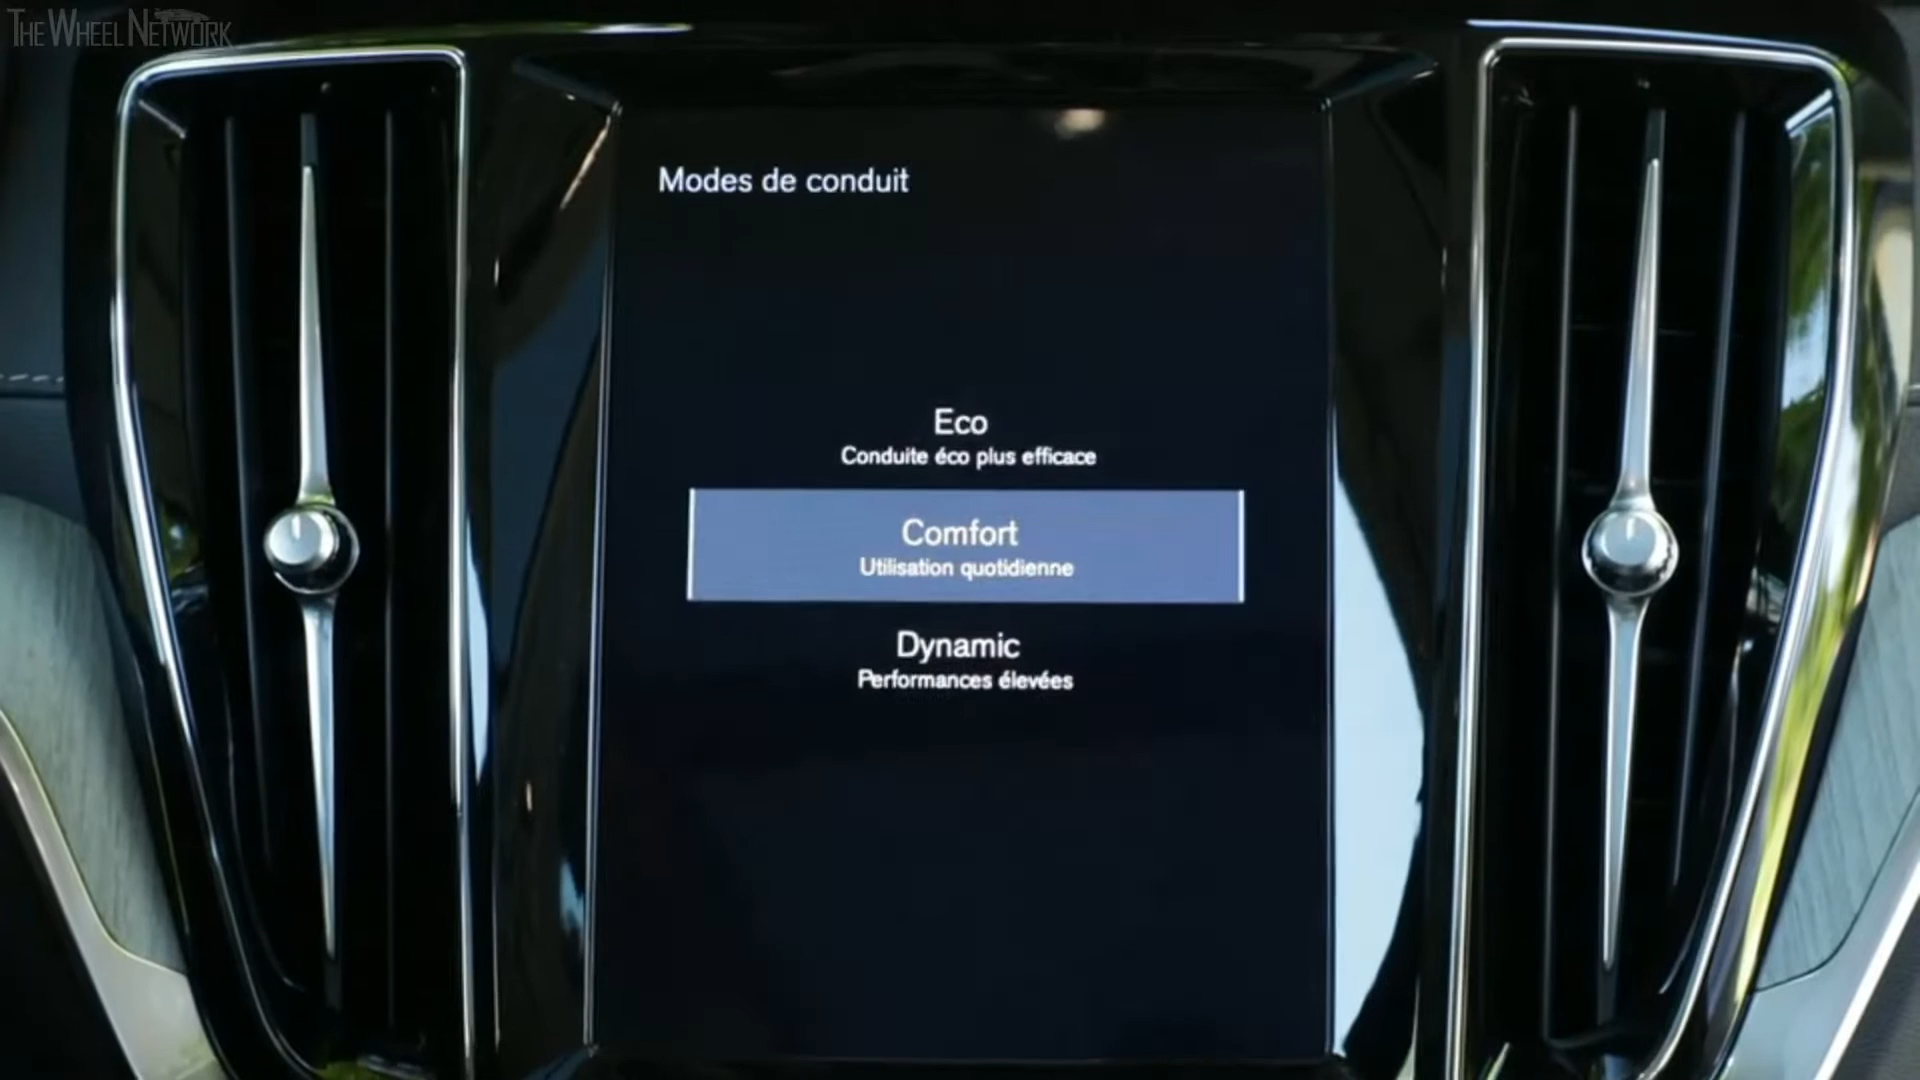 THE WHEEL NETWORK
Modes de conduit
Eco
Conduite éco plus efficace
Comfort
Utilisation quotidienne
Dynamic
Performances élevées